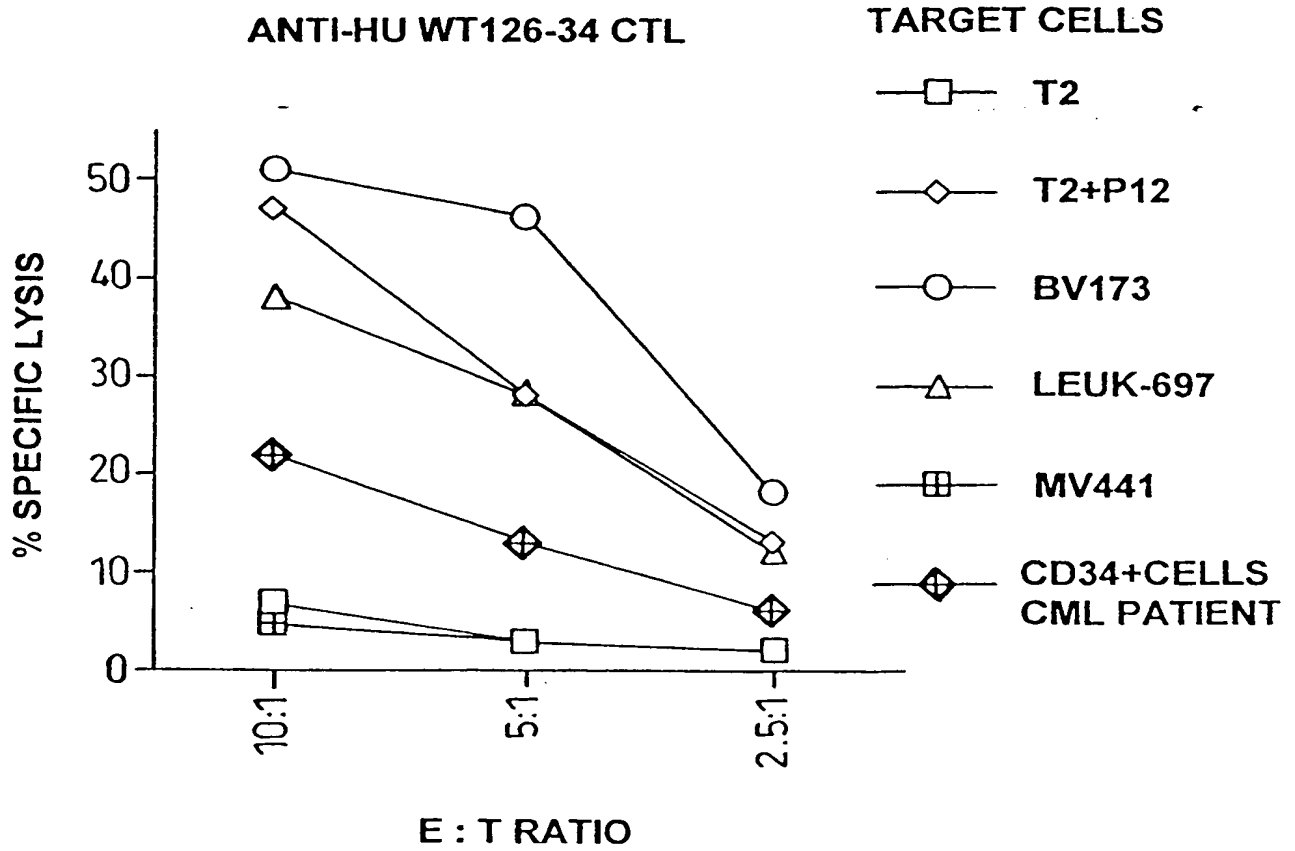 ANTI-HU WT126-34 CTL
TARGET CELLS
T2
T2+P12
BV173
LEUK-697
MV441
CD34+CELLS
CML PATIENT
% SPECIFIC LYSIS
50
40
30
20
10
0
10:1
5:1
2.5:1
E : T RATIO